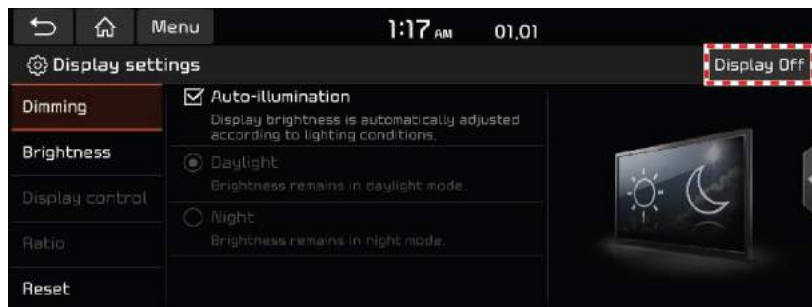 Menu
1:17 AM
01.01
Display settings
Display Off
Dimming
Brightness
Display control
Ratio
Reset
Auto-illumination
Display brightness is automatically adjusted
according to lighting conditions.
Daylight
Brightness remains in daylight mode.
Night
Brightness remains in night mode.